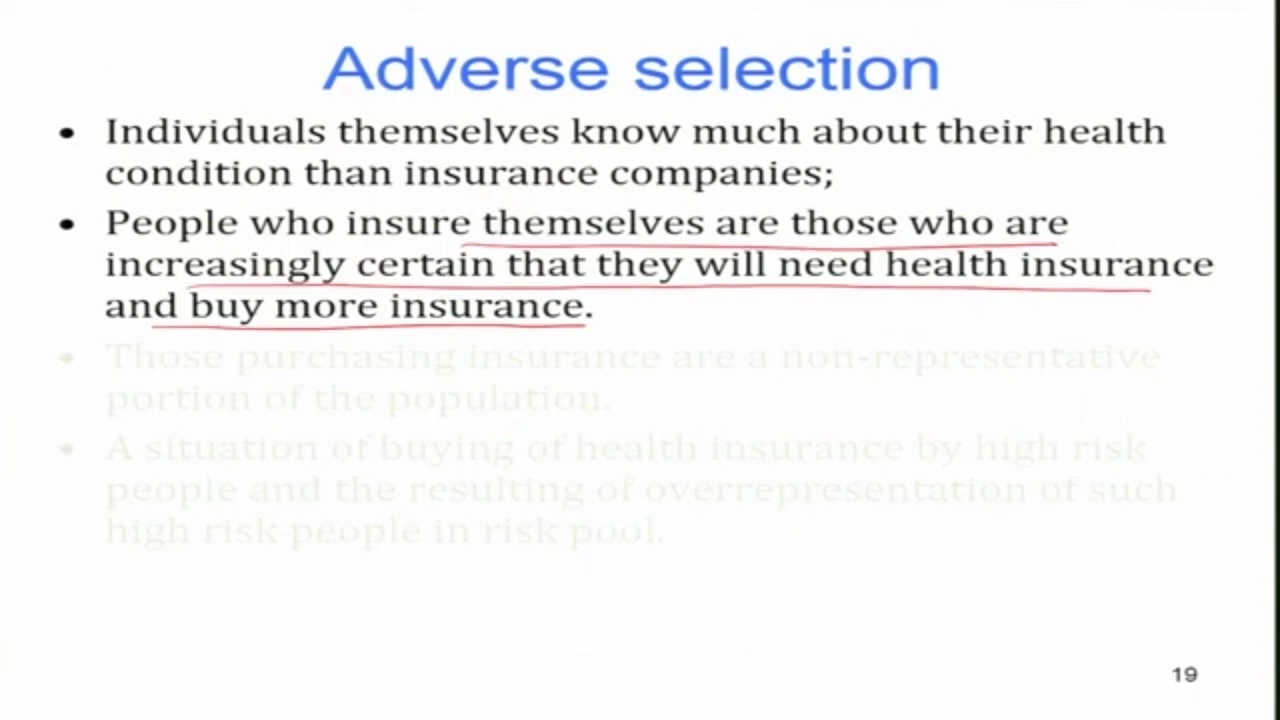 Adverse selection
• Individuals themselves know much about their health
condition than insurance companies;
• People who insure themselves are those who are
increasingly certain that they will need health insurance
and buy more insurance.
• Those purchasing insurance are a non-representative
portion of the population.
• A situation of buying of health insurance by high risk
people and the resulting of overrepresentation of such
high risk people in risk pool.
19